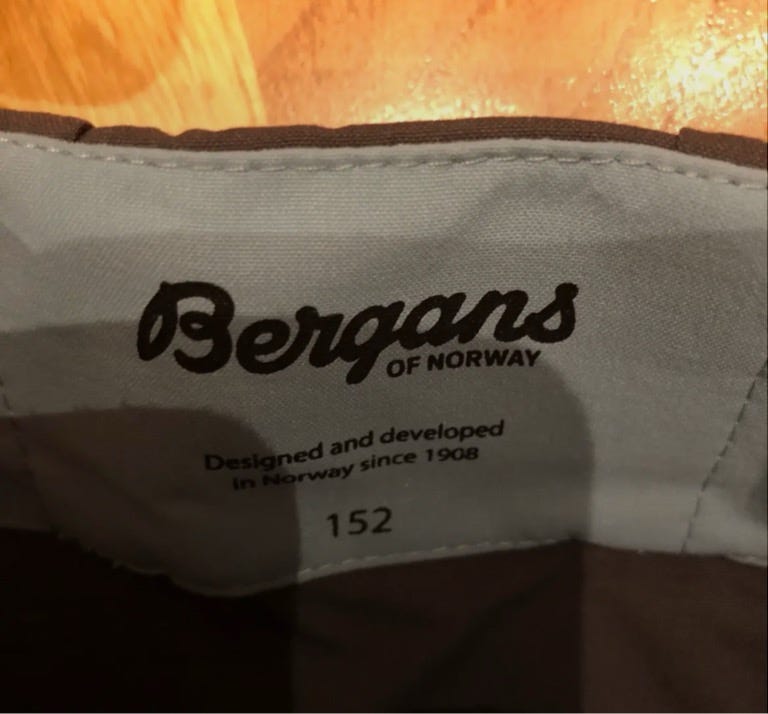 Bergans
OF NORWAY
Designed and developed
in Norway since 1908
152